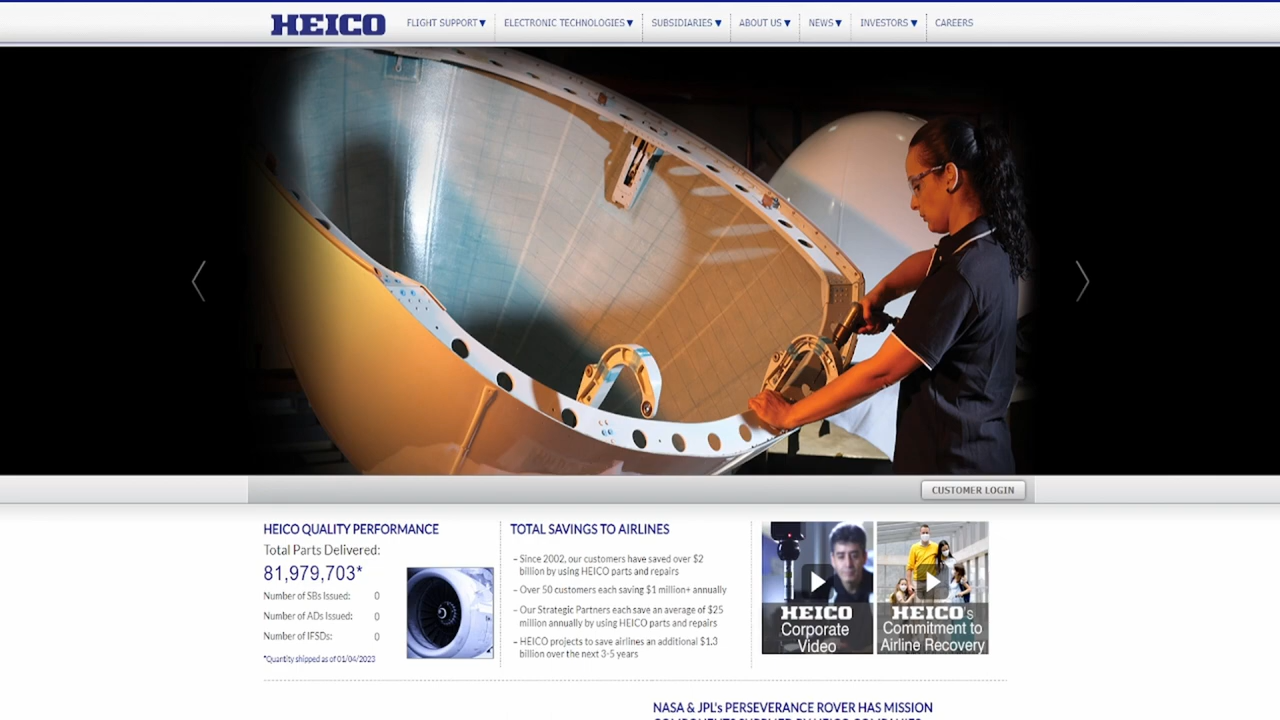 HEICO
FLIGHT SUPPORT▼
ELECTRONIC TECHNOLOGIES▼
SUBSIDIARIES▼
ABOUT US▼
NEWS▼
INVESTORS▼
CAREERS
CUSTOMER LOGIN
HEICO QUALITY PERFORMANCE
Total Parts Delivered:
81,979,703*
Number of SBs Issued: 0
Number of ADs Issued: 0
Number of IFSDs: 0
*Quantity shipped as of 01/04/2023
TOTAL SAVINGS TO AIRLINES
– Since 2002, our customers have saved over $2
billion by using HEICO parts and repairs
– Over 50 customers each saving $1 million+ annually
– Our Strategic Partners each save an average of $25
million annually by using HEICO parts and repairs
– HEICO projects to save airlines an additional $1.3
billion over the next 3-5 years
HEICO
Corporate
Video
HEICO's
Commitment to
Airline Recovery
NASA & JPL's PERSEVERANCE ROVER HAS MISSION
COMPONENTS SUPPLIED BY HEICO COMPANIES